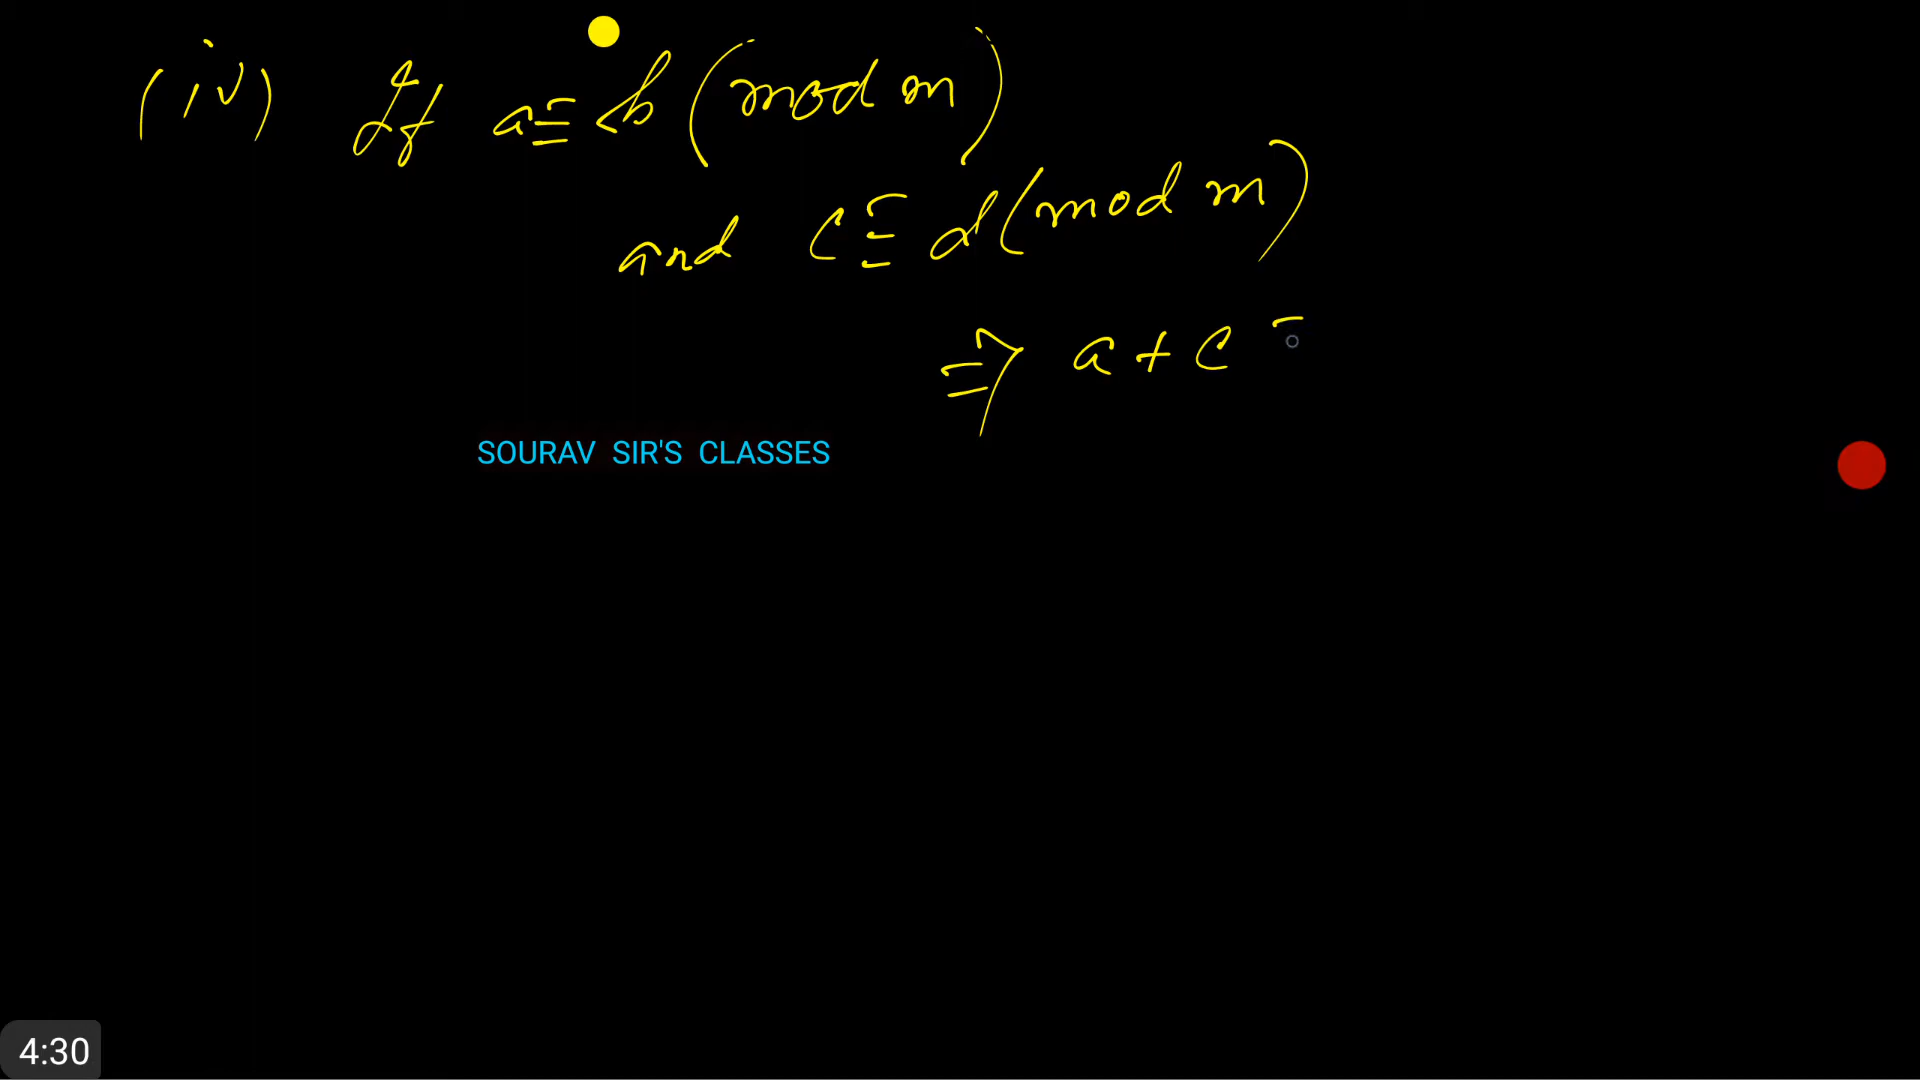 (iv) If a ≡ b (mod m)
and c ≡ d (mod m)
⇒ a + c -
SOURAV SIR'S CLASSES
4:30